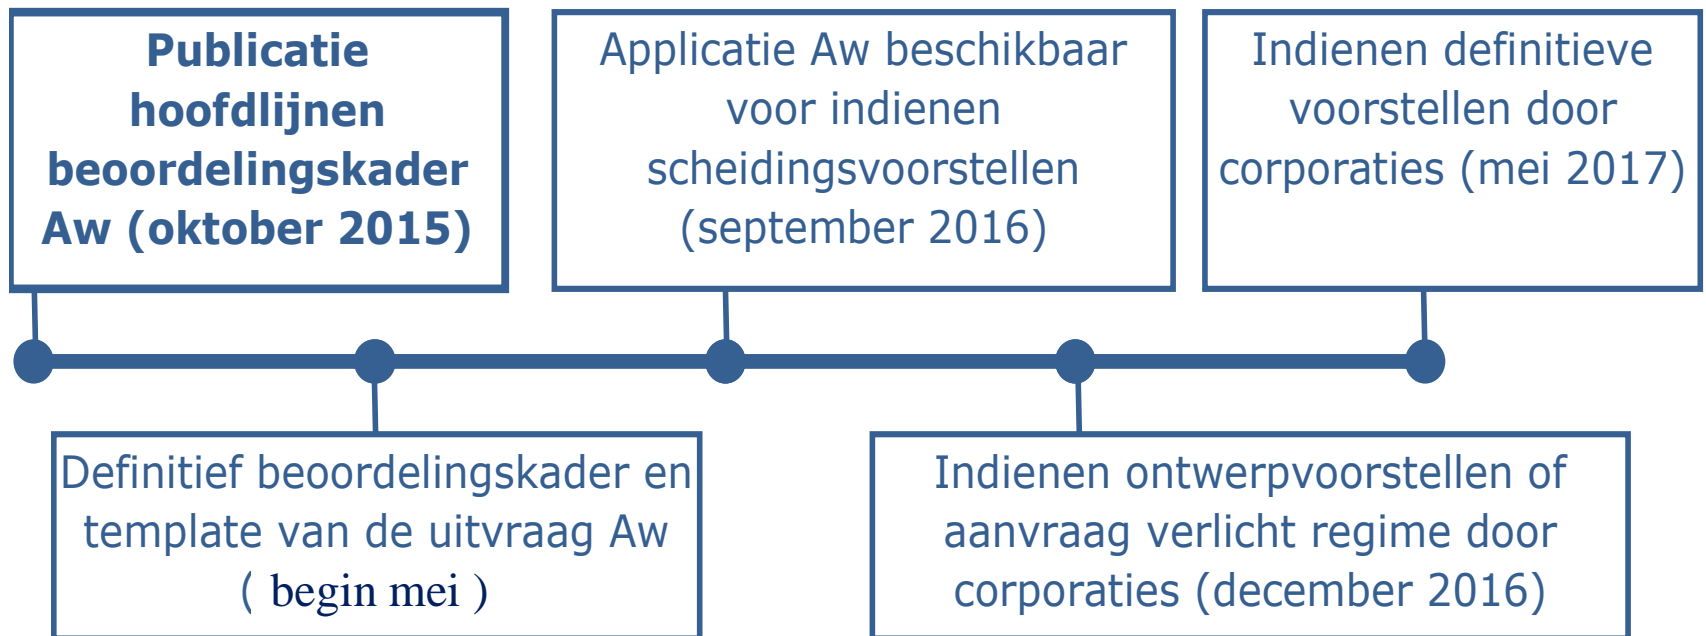 Publicatie
hoofdlijnen
beoordelingskader
Aw (oktober 2015)
Applicatie Aw beschikbaar
voor indienen
scheidingsvoorstellen
(september 2016)
Indienen definitieve
voorstellen door
corporaties (mei 2017)
Definitief beoordelingskader en
template van de uitvraag Aw
( begin mei )
Indienen ontwerpvoorstellen of
aanvraag verlicht regime door
corporaties (december 2016)